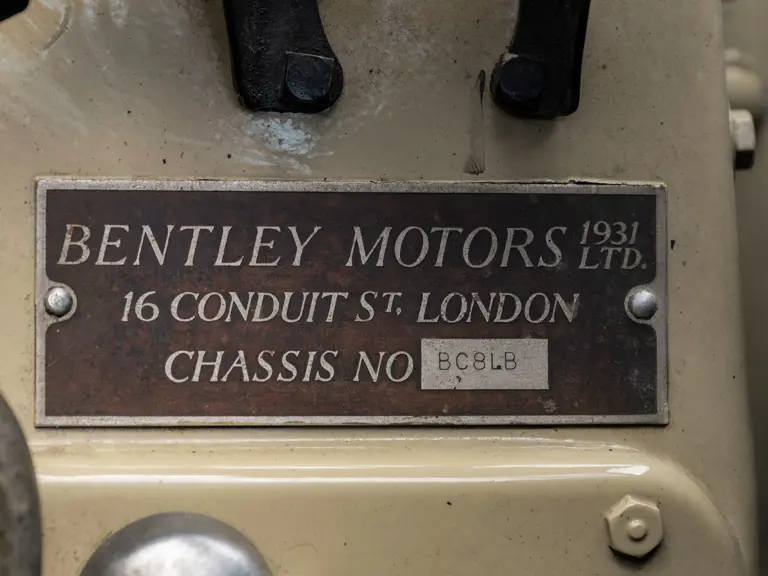 BENTLEY MOTORS 1931 LTD.
16 CONDUIT ST. LONDON
CHASSIS NO BC8LB